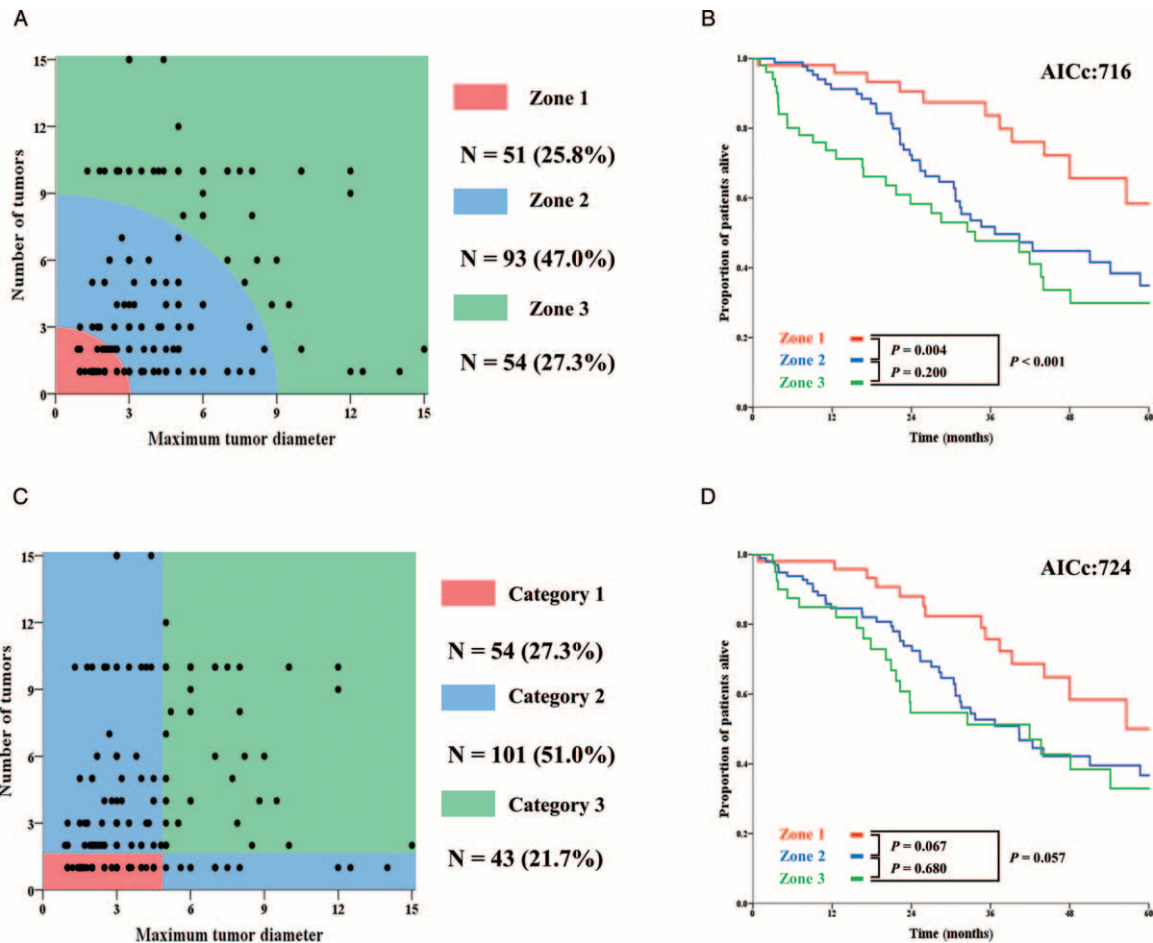 A
15
12
9
6
3
0
Number of tumors
0 3 6 9 12 15
Maximum tumor diameter
Zone 1
N = 51 (25.8%)
Zone 2
N = 93 (47.0%)
Zone 3
N = 54 (27.3%)
B
AICc:716
1.0
0.8
0.6
0.4
0.2
0.0
Proportion of patients alive
Zone 1
Zone 2
Zone 3
P = 0.004
P = 0.200
P < 0.001
0 12 24 36 48 60
Time (months)
C
15
12
9
6
3
0
Number of tumors
0 3 6 9 12 15
Maximum tumor diameter
Category 1
N = 54 (27.3%)
Category 2
N = 101 (51.0%)
Category 3
N = 43 (21.7%)
D
AICc:724
1.0
0.8
0.6
0.4
0.2
0.0
Proportion of patients alive
Zone 1
Zone 2
Zone 3
P = 0.067
P = 0.680
P = 0.057
0 12 24 36 48 60
Time (months)